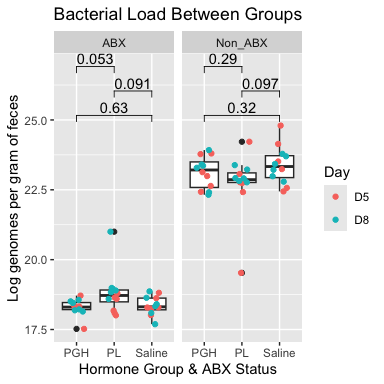 Bacterial Load Between Groups
ABX
Non_ABX
0.053
0.29
0.091
0.097
0.63
0.32
25.0
22.5
20.0
17.5
Log genomes per gram of feces
Day
D5
D8
PGH PL Saline
PGH PL Saline
Hormone Group & ABX Status